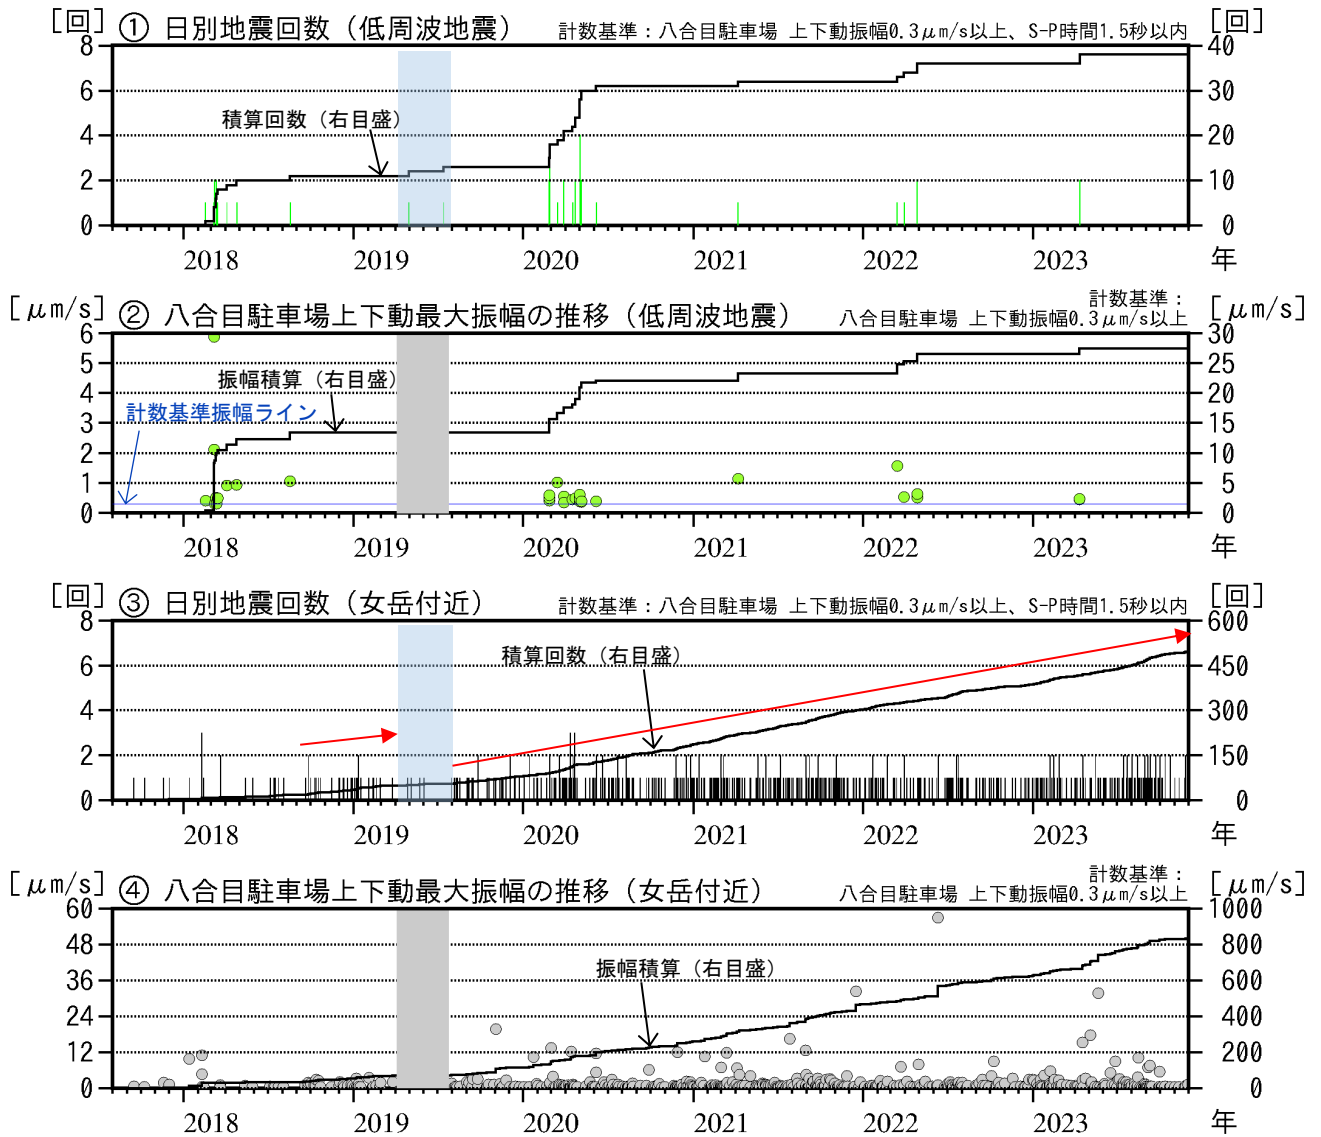 [回] ① 日別地震回数（低周波地震） 計数基準：八合目駐車場 上下動振幅0.3μm/s以上、S-P時間1.5秒以内 [回]
8 40
6 30
積算回数（右目盛）
4 20
2 10
0 0
2018 2019 2020 2021 2022 2023 年
[μm/s] ② 八合目駐車場上下動最大振幅の推移（低周波地震） 計数基準： [μm/s]
八合目駐車場 上下動振幅0.3μm/s以上
6 30
5 25
振幅積算（右目盛）
4 20
計数基準振幅ライン
3 15
2 10
1 5
0 0
2018 2019 2020 2021 2022 2023 年
[回] ③ 日別地震回数（女岳付近） 計数基準：八合目駐車場 上下動振幅0.3μm/s以上、S-P時間1.5秒以内 [回]
8 600
積算回数（右目盛）
6 450
4 300
2 150
0 0
2018 2019 2020 2021 2022 2023 年
[μm/s] ④ 八合目駐車場上下動最大振幅の推移（女岳付近） 計数基準： [μm/s]
八合目駐車場 上下動振幅0.3μm/s以上
60 1000
48 800
振幅積算（右目盛）
36 600
24 400
12 200
0 0
2018 2019 2020 2021 2022 2023 年